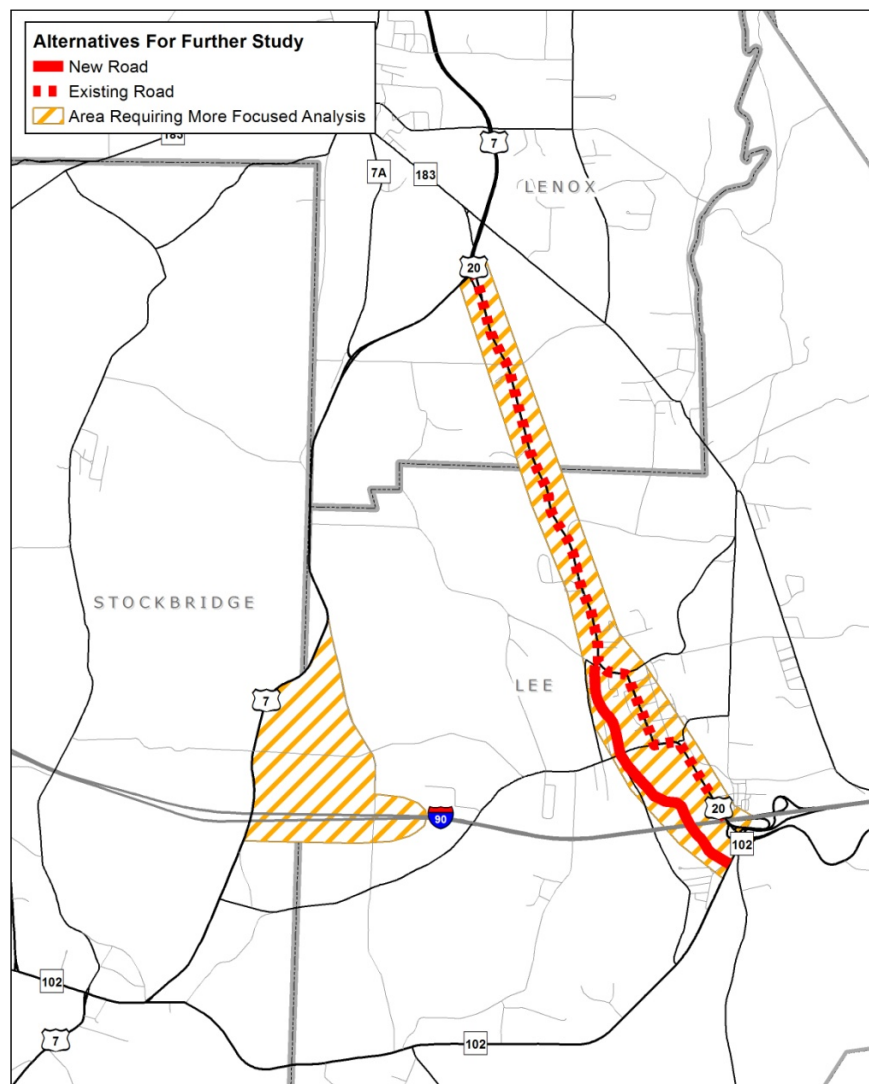 Alternatives For Further Study
New Road
Existing Road
Area Requiring More Focused Analysis
183
7
7A
183
LENOX
20
STOCKBRIDGE
LEE
7
20
90
102
102
7
102